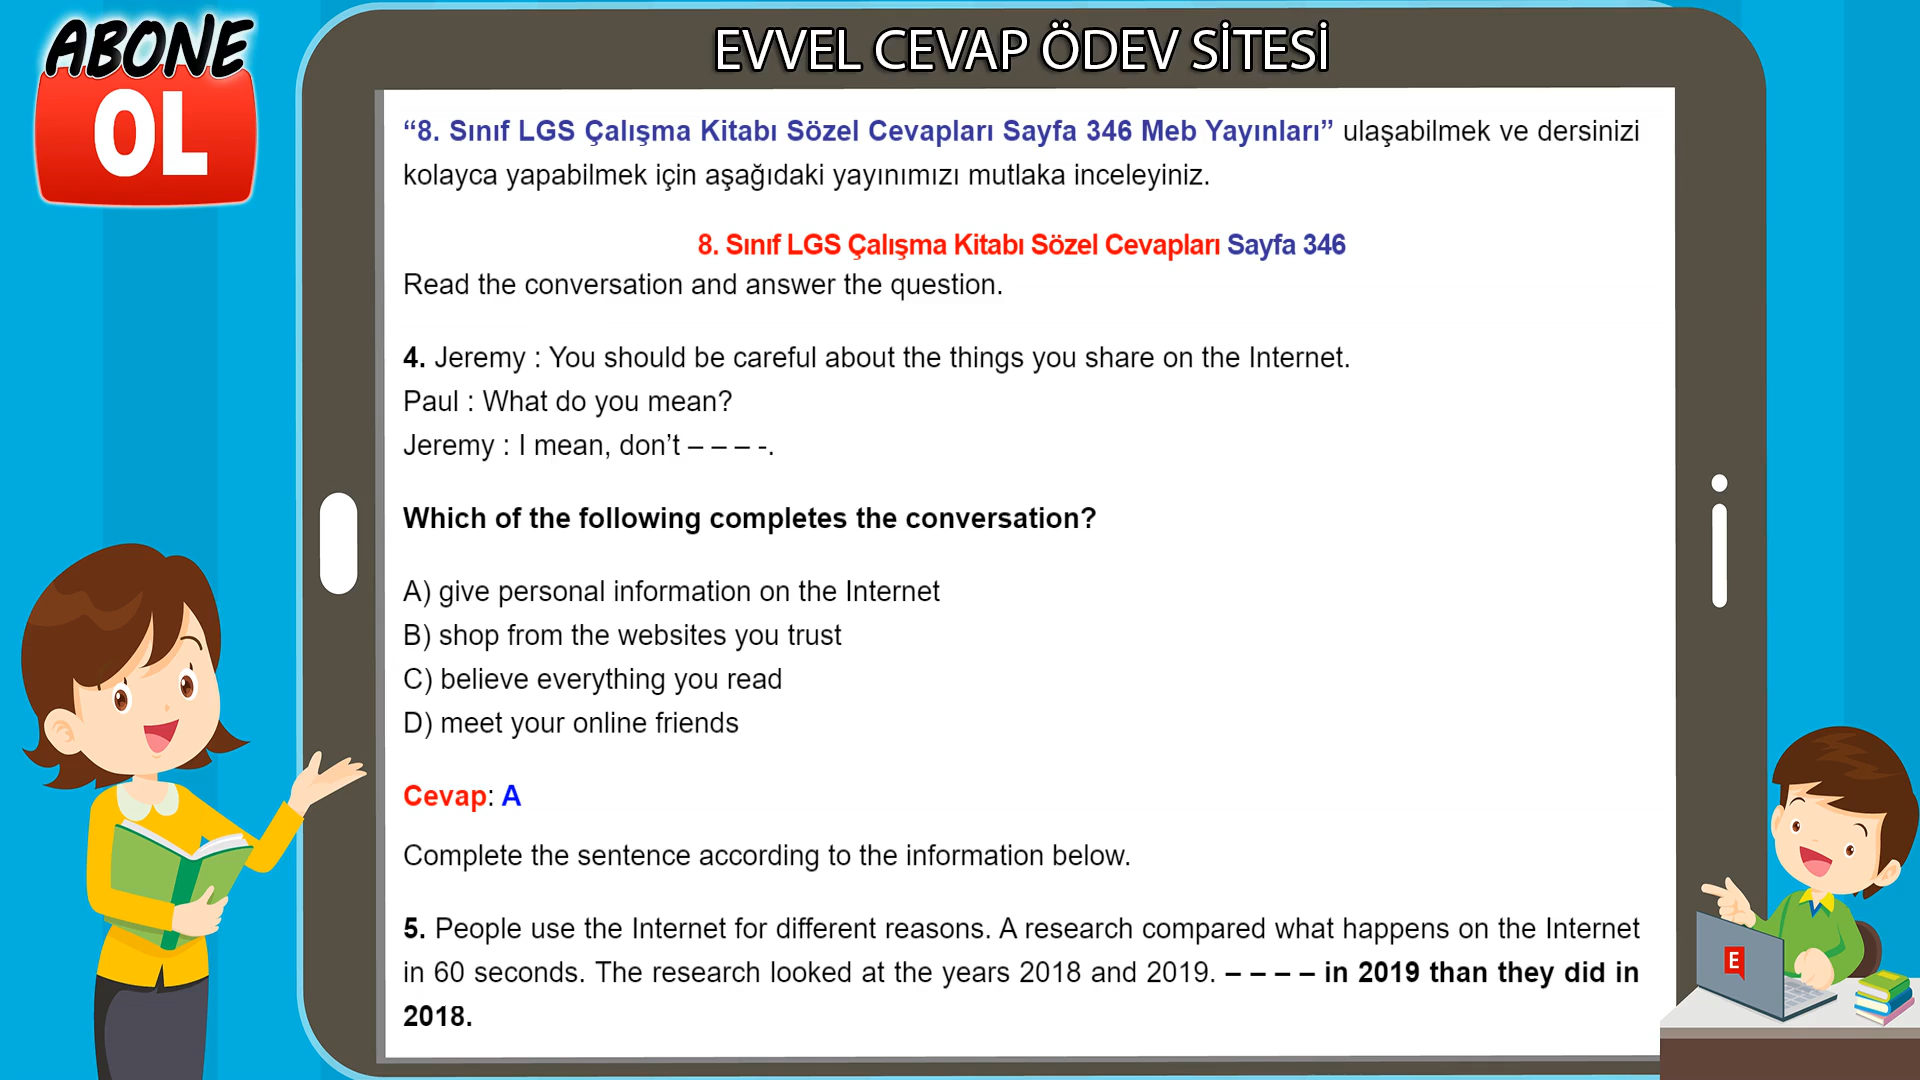 ABONE
OL
EVVEL CEVAP ÖDEV SİTESİ
“8. Sınıf LGS Çalışma Kitabı Sözel Cevapları Sayfa 346 Meb Yayınları” ulaşabilmek ve dersinizi
kolayca yapabilmek için aşağıdaki yayınımızı mutlaka inceleyiniz.
8. Sınıf LGS Çalışma Kitabı Sözel Cevapları Sayfa 346
Read the conversation and answer the question.
4. Jeremy : You should be careful about the things you share on the Internet.
Paul : What do you mean?
Jeremy : I mean, don’t – – – -.
Which of the following completes the conversation?
A) give personal information on the Internet
B) shop from the websites you trust
C) believe everything you read
D) meet your online friends
Cevap: A
Complete the sentence according to the information below.
5. People use the Internet for different reasons. A research compared what happens on the Internet
in 60 seconds. The research looked at the years 2018 and 2019. – – – – in 2019 than they did in
2018.
E